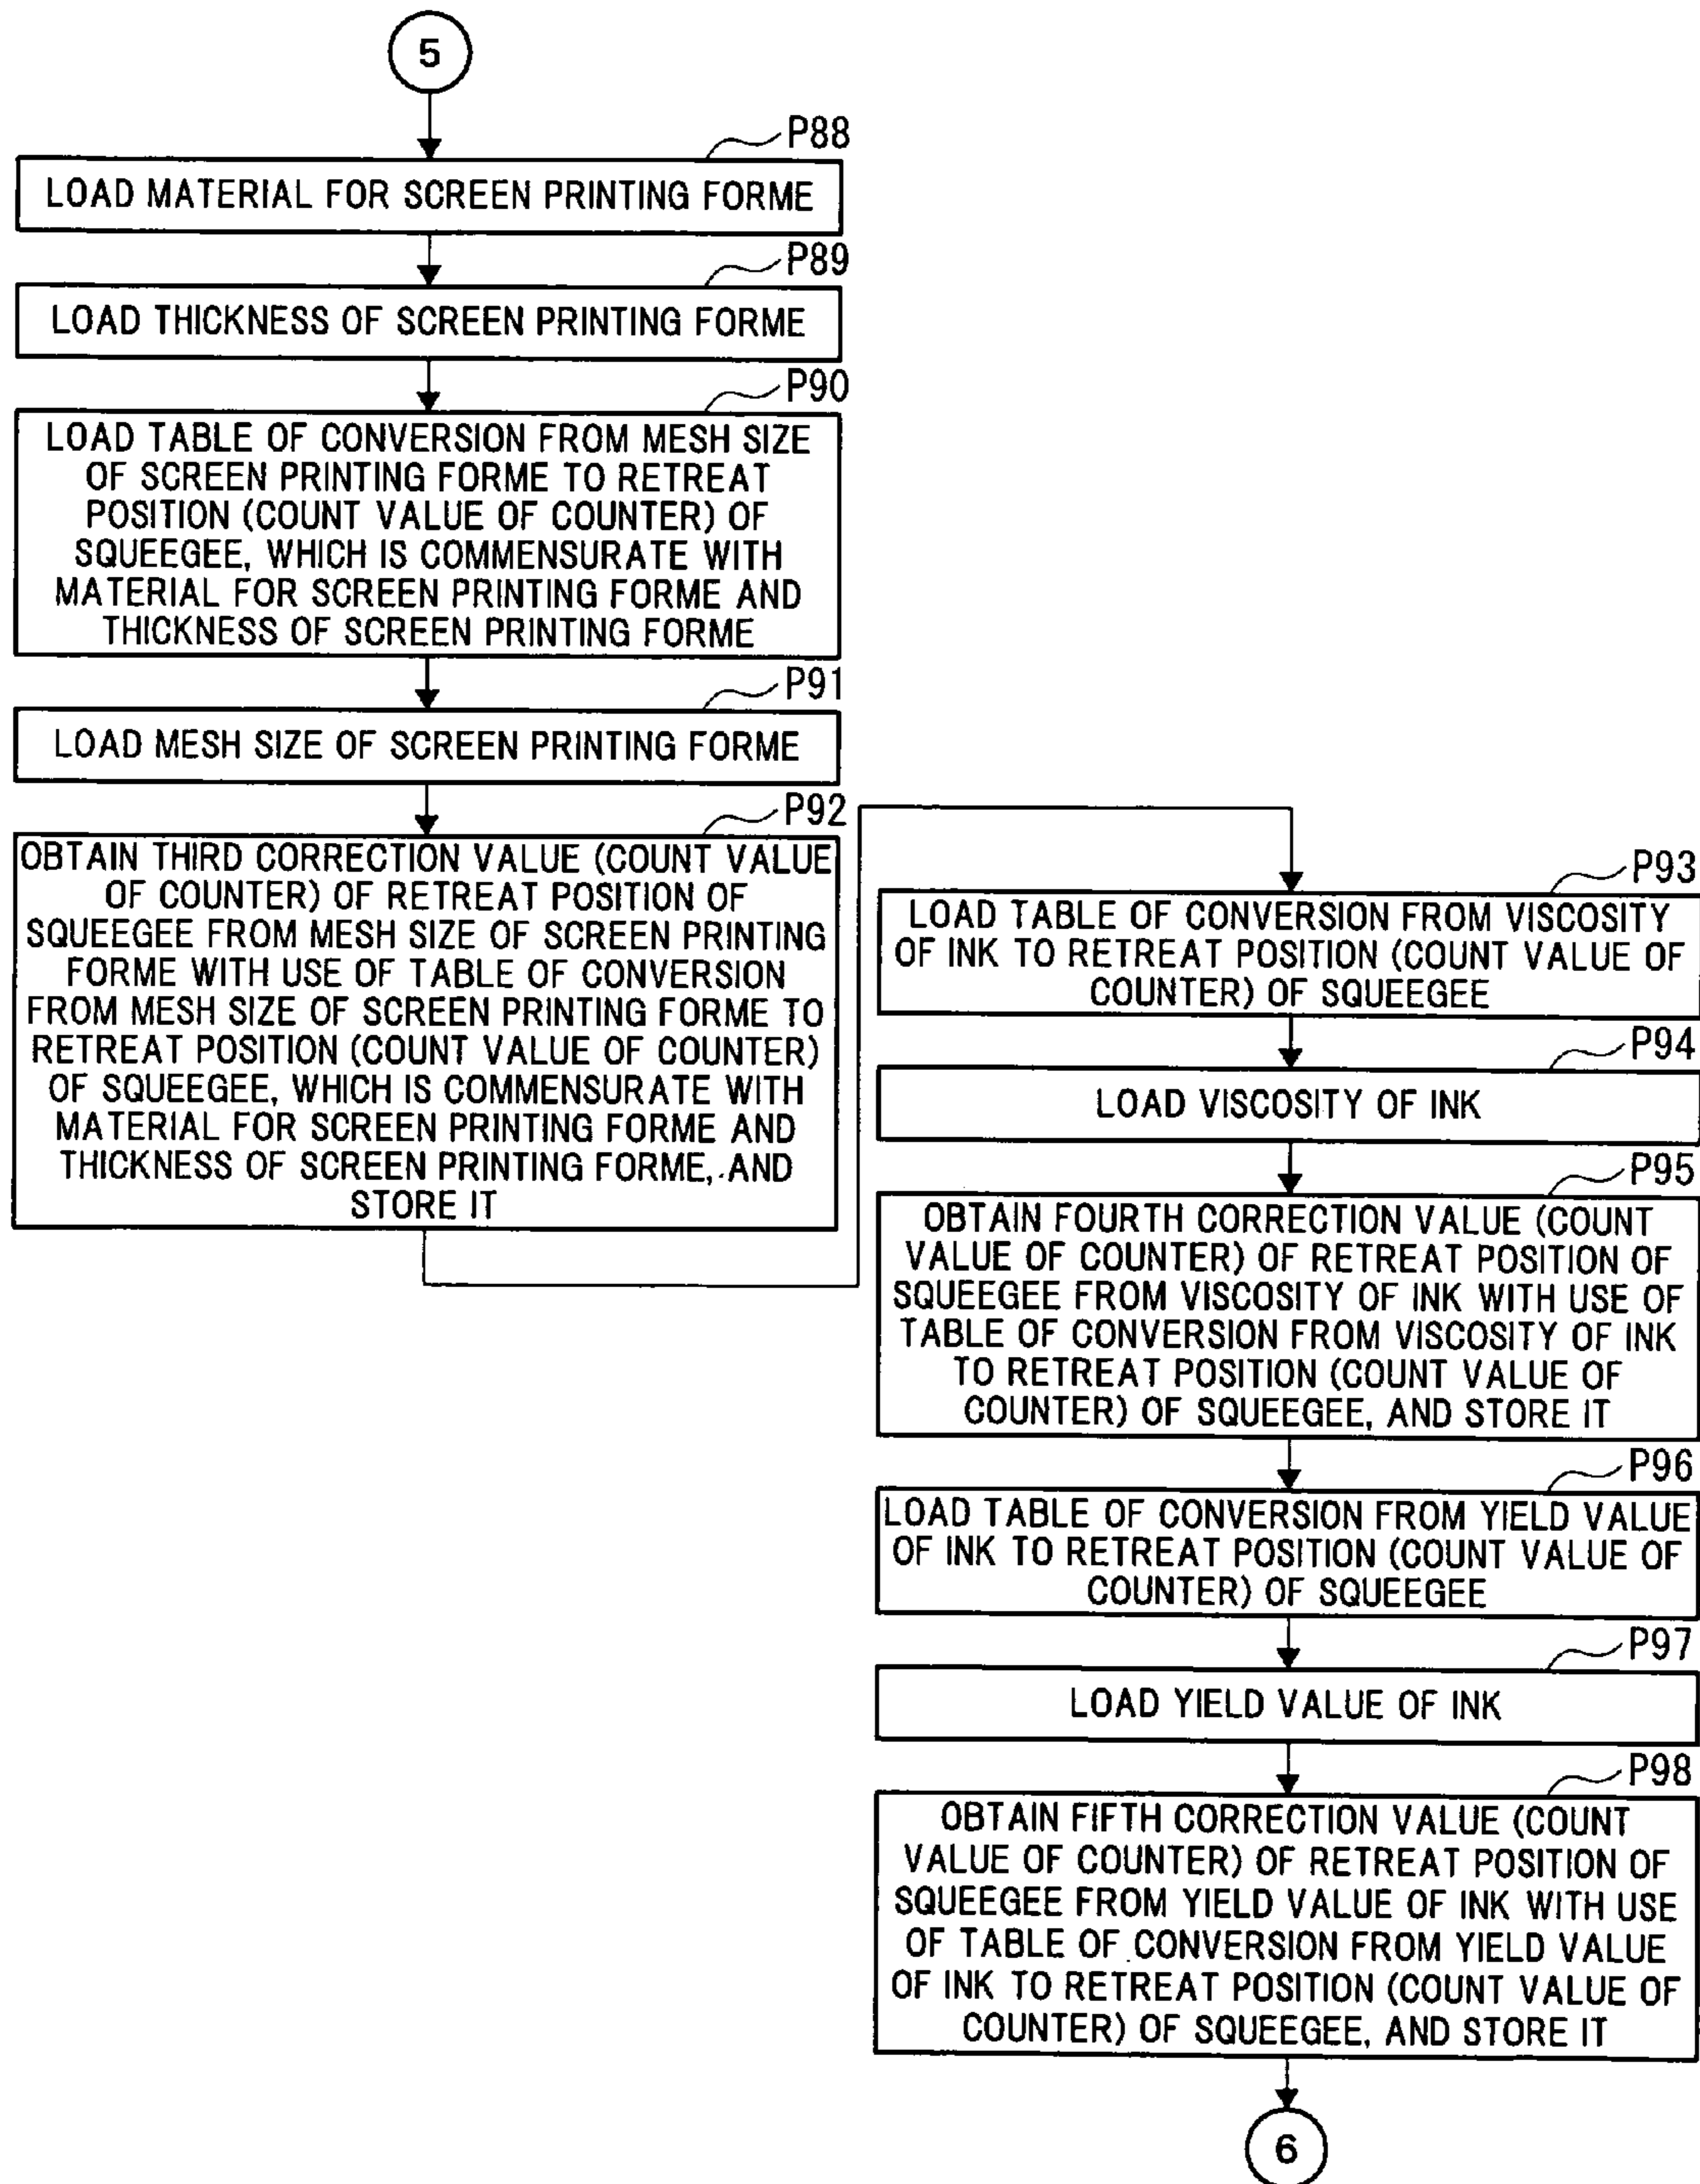 5
P88
LOAD MATERIAL FOR SCREEN PRINTING FORME
P89
LOAD THICKNESS OF SCREEN PRINTING FORME
P90
LOAD TABLE OF CONVERSION FROM MESH SIZE
OF SCREEN PRINTING FORME TO RETREAT
POSITION (COUNT VALUE OF COUNTER) OF
SQUEEGEE, WHICH IS COMMENSURATE WITH
MATERIAL FOR SCREEN PRINTING FORME AND
THICKNESS OF SCREEN PRINTING FORME
P91
LOAD MESH SIZE OF SCREEN PRINTING FORME
P92
OBTAIN THIRD CORRECTION VALUE (COUNT VALUE
OF COUNTER) OF RETREAT POSITION OF
SQUEEGEE FROM MESH SIZE OF SCREEN PRINTING
FORME WITH USE OF TABLE OF CONVERSION
FROM MESH SIZE OF SCREEN PRINTING FORME TO
RETREAT POSITION (COUNT VALUE OF COUNTER)
OF SQUEEGEE, WHICH IS COMMENSURATE WITH
MATERIAL FOR SCREEN PRINTING FORME AND
THICKNESS OF SCREEN PRINTING FORME, AND
STORE IT
P93
LOAD TABLE OF CONVERSION FROM VISCOSITY
OF INK TO RETREAT POSITION (COUNT VALUE OF
COUNTER) OF SQUEEGEE
P94
LOAD VISCOSITY OF INK
P95
OBTAIN FOURTH CORRECTION VALUE (COUNT
VALUE OF COUNTER) OF RETREAT POSITION OF
SQUEEGEE FROM VISCOSITY OF INK WITH USE OF
TABLE OF CONVERSION FROM VISCOSITY OF INK
TO RETREAT POSITION (COUNT VALUE OF
COUNTER) OF SQUEEGEE, AND STORE IT
P96
LOAD TABLE OF CONVERSION FROM YIELD VALUE
OF INK TO RETREAT POSITION (COUNT VALUE OF
COUNTER) OF SQUEEGEE
P97
LOAD YIELD VALUE OF INK
P98
OBTAIN FIFTH CORRECTION VALUE (COUNT
VALUE OF COUNTER) OF RETREAT POSITION OF
SQUEEGEE FROM YIELD VALUE OF INK WITH USE
OF TABLE OF CONVERSION FROM YIELD VALUE
OF INK TO RETREAT POSITION (COUNT VALUE OF
COUNTER) OF SQUEEGEE, AND STORE IT
6